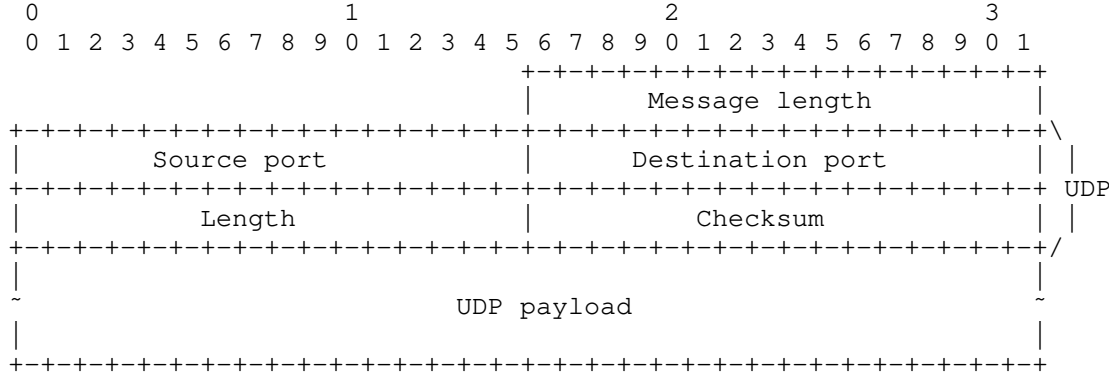 0                   1                   2                   3
 0 1 2 3 4 5 6 7 8 9 0 1 2 3 4 5 6 7 8 9 0 1 2 3 4 5 6 7 8 9 0 1
                                +-+-+-+-+-+-+-+-+-+-+-+-+-+-+-+-+
                                |       Message length          |
+-+-+-+-+-+-+-+-+-+-+-+-+-+-+-+-+-+-+-+-+-+-+-+-+-+-+-+-+-+-+-+-+\
|        Source port            |      Destination port         | |
+-+-+-+-+-+-+-+-+-+-+-+-+-+-+-+-+-+-+-+-+-+-+-+-+-+-+-+-+-+-+-+-+ UDP
|           Length              |          Checksum             | |
+-+-+-+-+-+-+-+-+-+-+-+-+-+-+-+-+-+-+-+-+-+-+-+-+-+-+-+-+-+-+-+-+/
|                                                               |
~                           UDP payload                         ~
|                                                               |
+-+-+-+-+-+-+-+-+-+-+-+-+-+-+-+-+-+-+-+-+-+-+-+-+-+-+-+-+-+-+-+-+